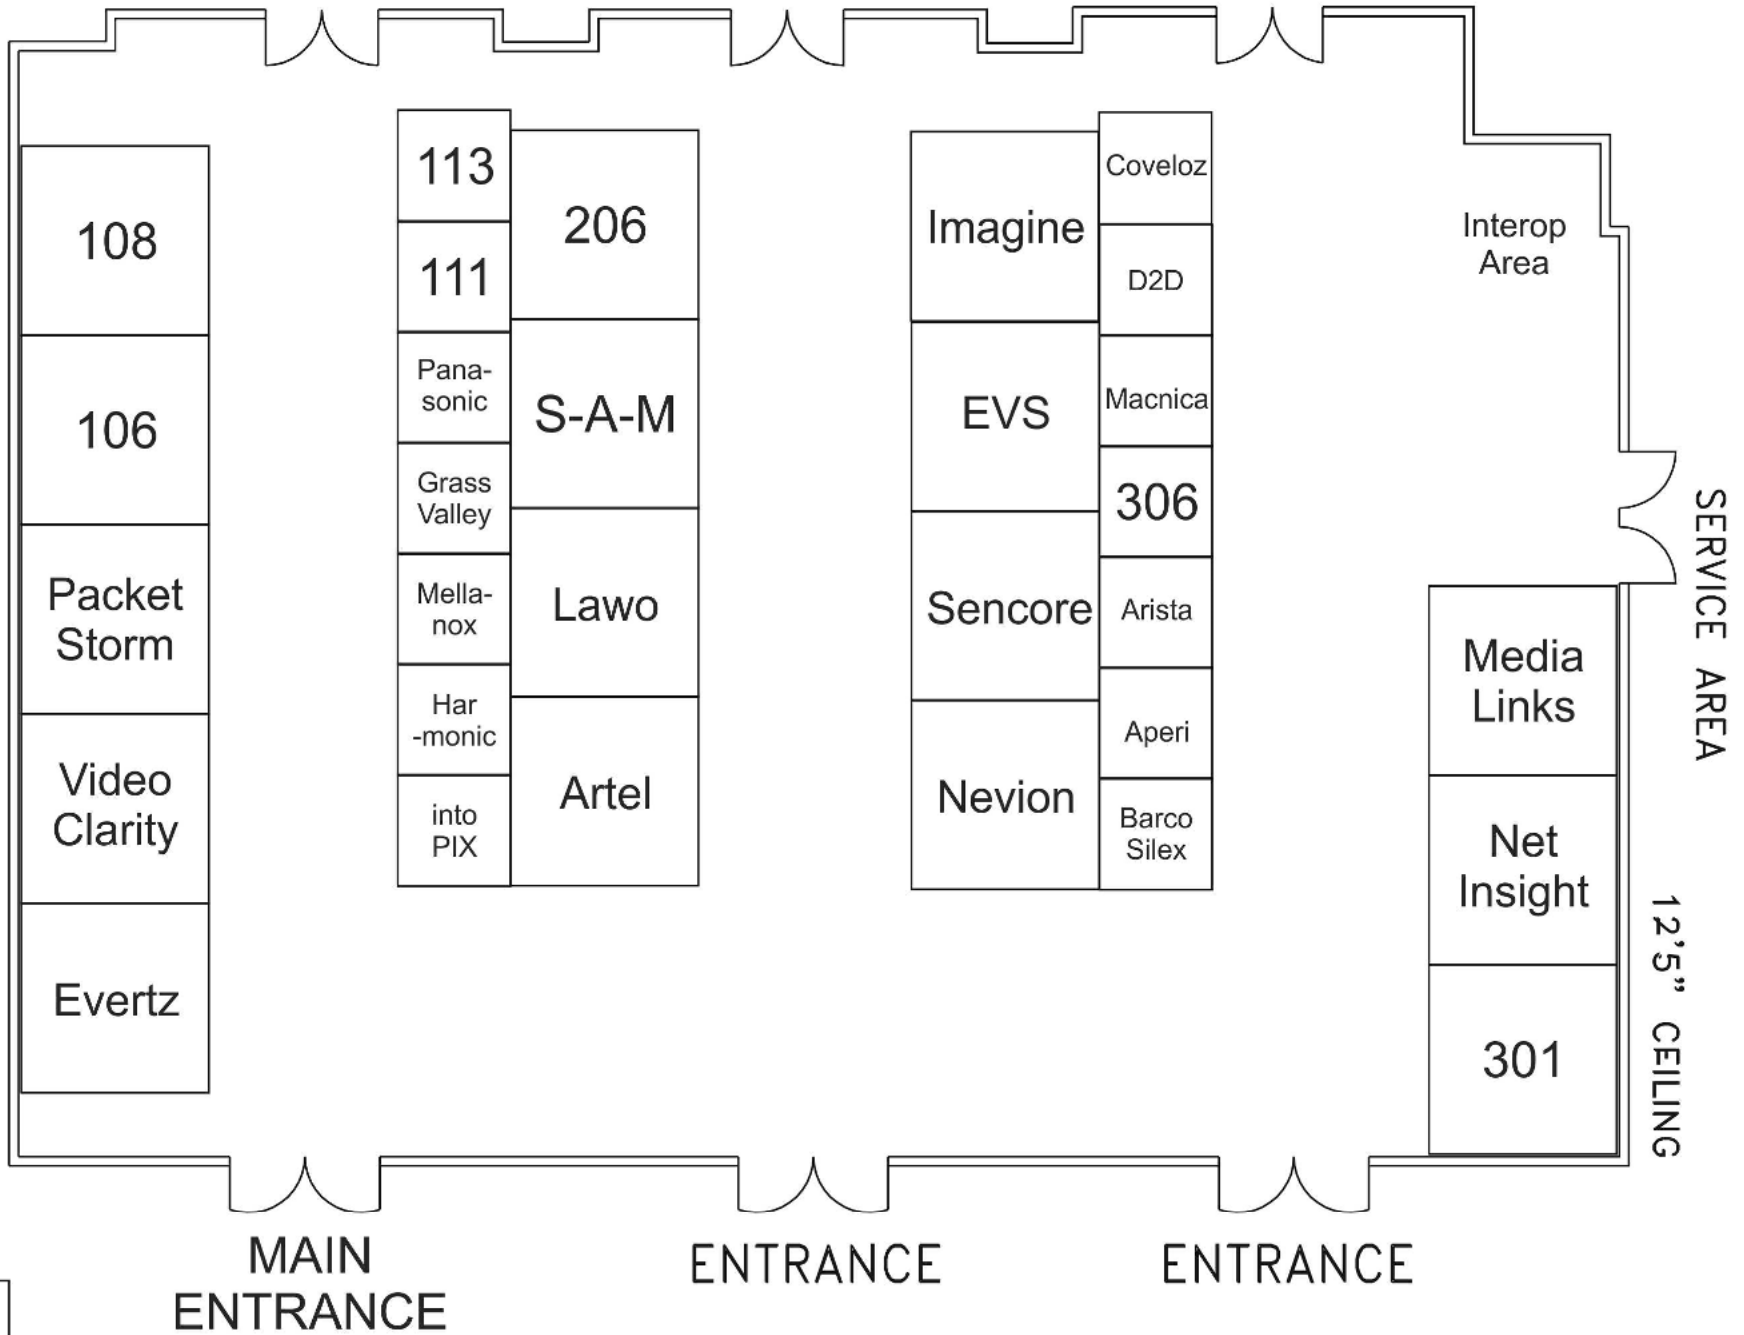 108
106
Packet
Storm
Video
Clarity
Evertz
113
111
Pana-
sonic
Grass
Valley
Mella-
nox
Har
-monic
into
PIX
206
S-A-M
Lawo
Artel
Imagine
EVS
Sencore
Nevion
Coveloz
D2D
Macnica
306
Arista
Aperi
Barco
Silex
Interop
Area
Media
Links
Net
Insight
301
SERVICE AREA
12'5" CEILING
MAIN
ENTRANCE
ENTRANCE
ENTRANCE